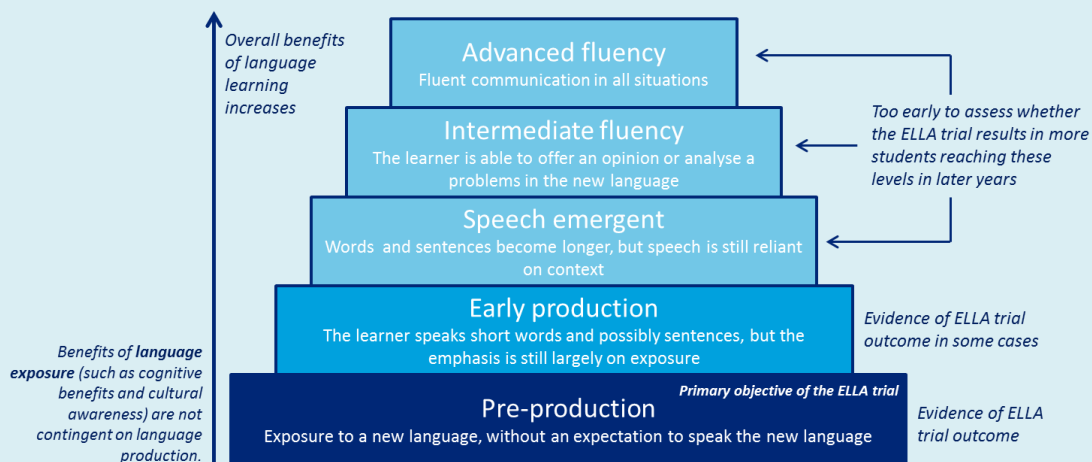 Overall benefits
of language
learning
increases
Advanced fluency
Fluent communication in all situations
Intermediate fluency
The learner is able to offer an opinion or analyse a
problems in the new language
Too early to assess whether
the ELLA trial results in more
students reaching these
levels in later years
Speech emergent
Words and sentences become longer, but speech is still reliant
on context
Early production
The learner speaks short words and possibly sentences, but the
emphasis is still largely on exposure
Evidence of ELLA trial
outcome in some cases
Benefits of language
exposure (such as cognitive
benefits and cultural
awareness) are not
contingent on language
production.
Primary objective of the ELLA trial
Pre-production
Exposure to a new language, without an expectation to speak the new language
Evidence of ELLA
trial outcome